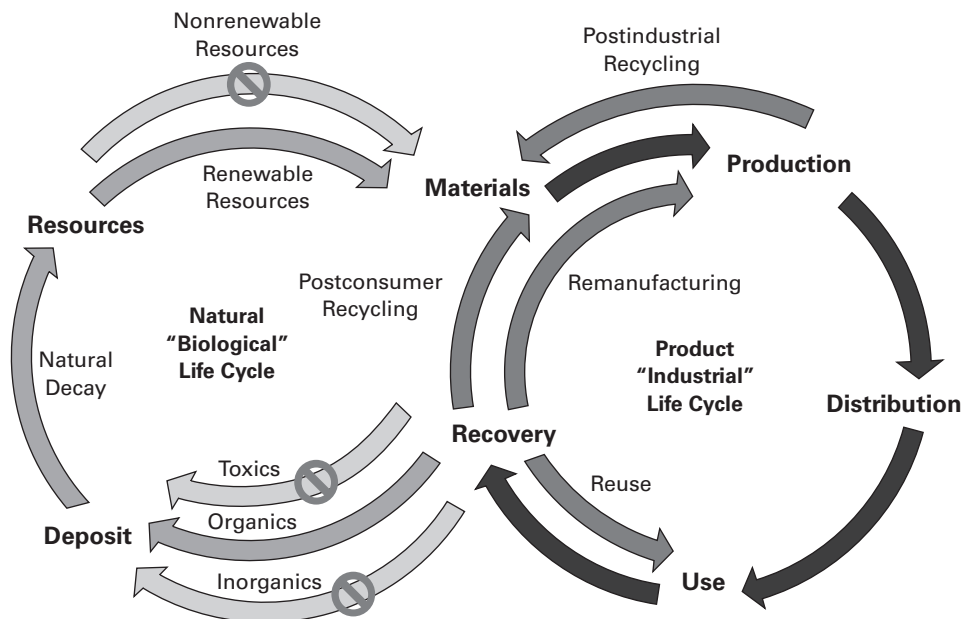 Nonrenewable
Resources
Postindustrial
Recycling
Renewable
Resources
Materials
Production
Resources
Postconsumer
Recycling
Remanufacturing
Natural
“Biological”
Life Cycle
Product
“Industrial”
Life Cycle
Natural
Decay
Distribution
Recovery
Toxics
Reuse
Organics
Deposit
Inorganics
Use